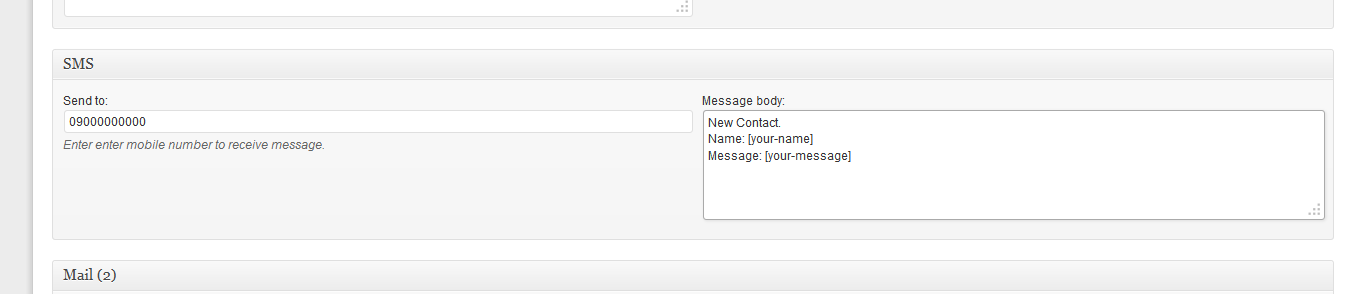 SMS
Send to:
09000000000
Enter enter mobile number to receive message.
Message body:
New Contact.
Name: [your-name]
Message: [your-message]
Mail (2)